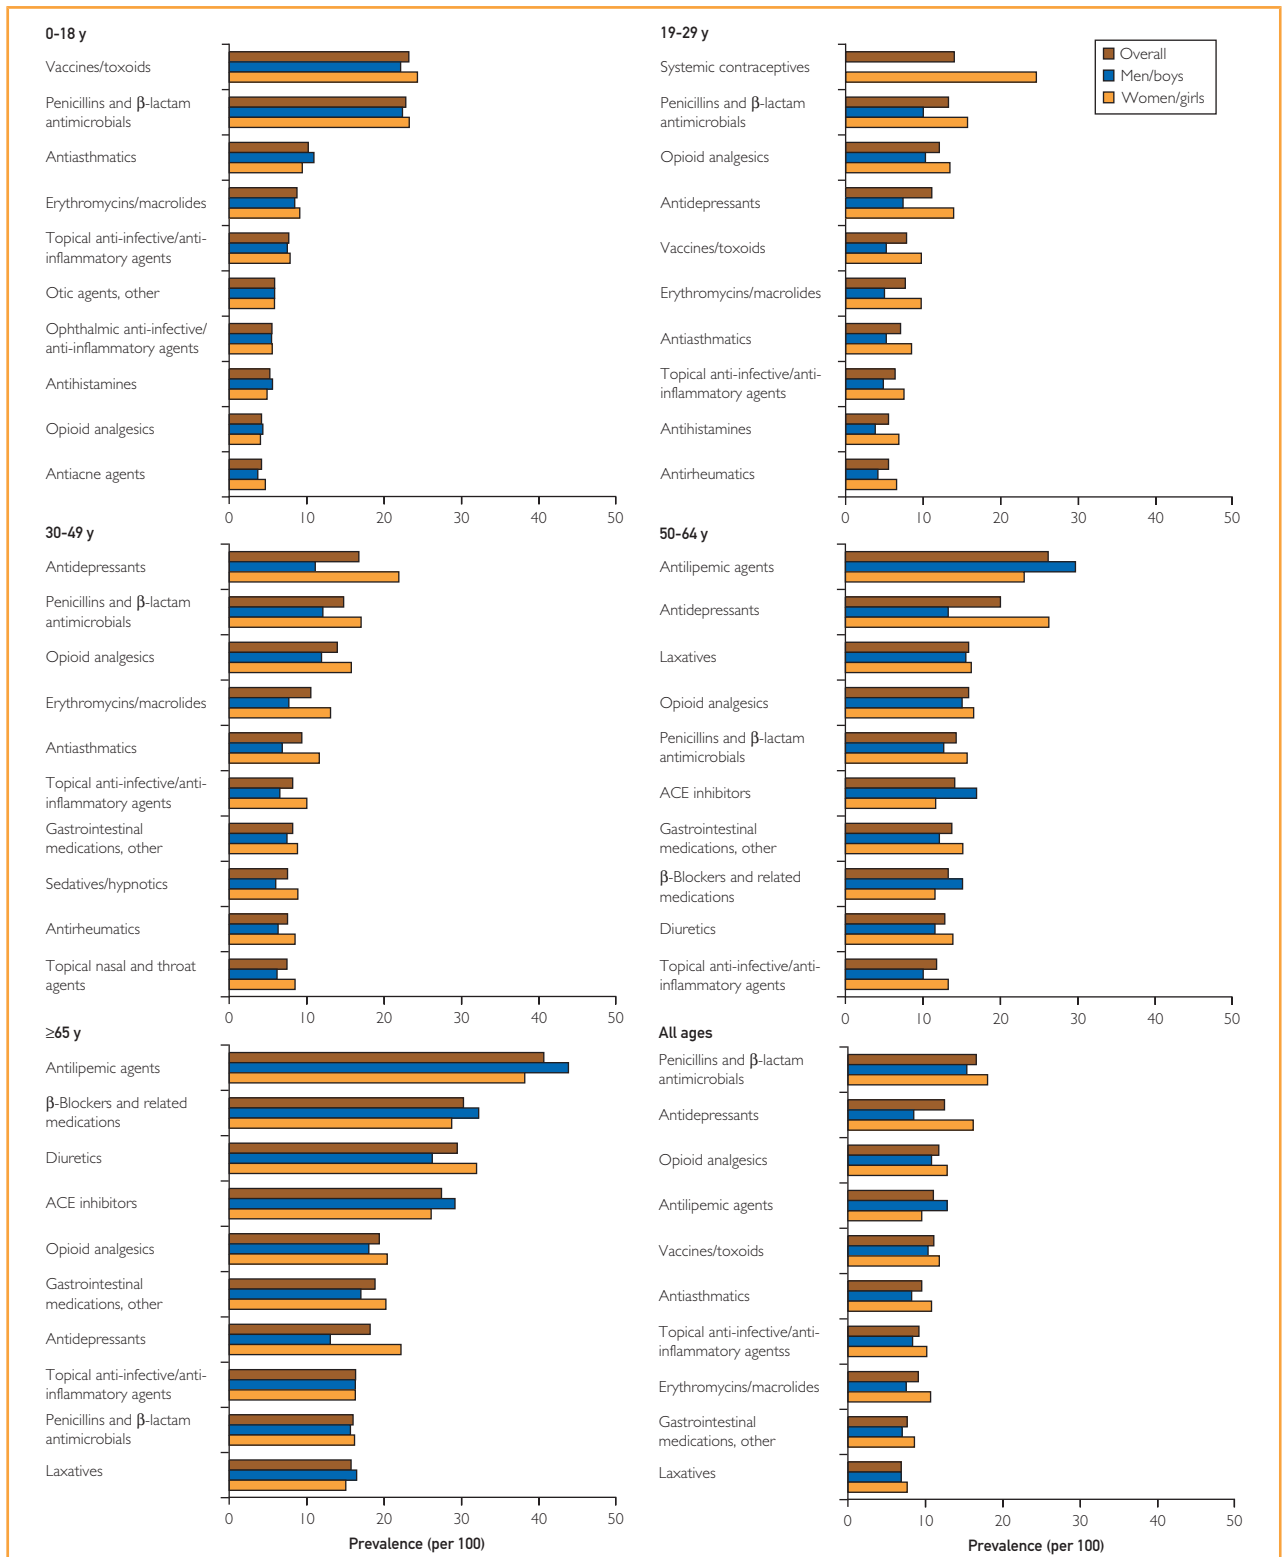 0-18 y
Vaccines/toxoids
Penicillins and β-lactam
antimicrobials
Antiasthmatics
Erythromycins/macrolides
Topical anti-infective/anti-
inflammatory agents
Otic agents, other
Ophthalmic anti-infective/
anti-inflammatory agents
Antihistamines
Opioid analgesics
Antiacne agents
0 10 20 30 40 50
19-29 y
Overall
Men/boys
Women/girls
Systemic contraceptives
Penicillins and β-lactam
antimicrobials
Opioid analgesics
Antidepressants
Vaccines/toxoids
Erythromycins/macrolides
Antiasthmatics
Topical anti-infective/anti-
inflammatory agents
Antihistamines
Antirheumatics
0 10 20 30 40 50
30-49 y
Antidepressants
Penicillins and β-lactam
antimicrobials
Opioid analgesics
Erythromycins/macrolides
Antiasthmatics
Topical anti-infective/anti-
inflammatory agents
Gastrointestinal
medications, other
Sedatives/hypnotics
Antirheumatics
Topical nasal and throat
agents
0 10 20 30 40 50
50-64 y
Antilipemic agents
Antidepressants
Laxatives
Opioid analgesics
Penicillins and β-lactam
antimicrobials
ACE inhibitors
Gastrointestinal
medications, other
β-Blockers and related
medications
Diuretics
Topical anti-infective/anti-
inflammatory agents
0 10 20 30 40 50
≥65 y
Antilipemic agents
β-Blockers and related
medications
Diuretics
ACE inhibitors
Opioid analgesics
Gastrointestinal
medications, other
Antidepressants
Topical anti-infective/anti-
inflammatory agents
Penicillins and β-lactam
antimicrobials
Laxatives
0 10 20 30 40 50
Prevalence (per 100)
All ages
Penicillins and β-lactam
antimicrobials
Antidepressants
Opioid analgesics
Antilipemic agents
Vaccines/toxoids
Antiasthmatics
Topical anti-infective/anti-
inflammatory agentss
Erythromycins/macrolides
Gastrointestinal
medications, other
Laxatives
0 10 20 30 40 50
Prevalence (per 100)